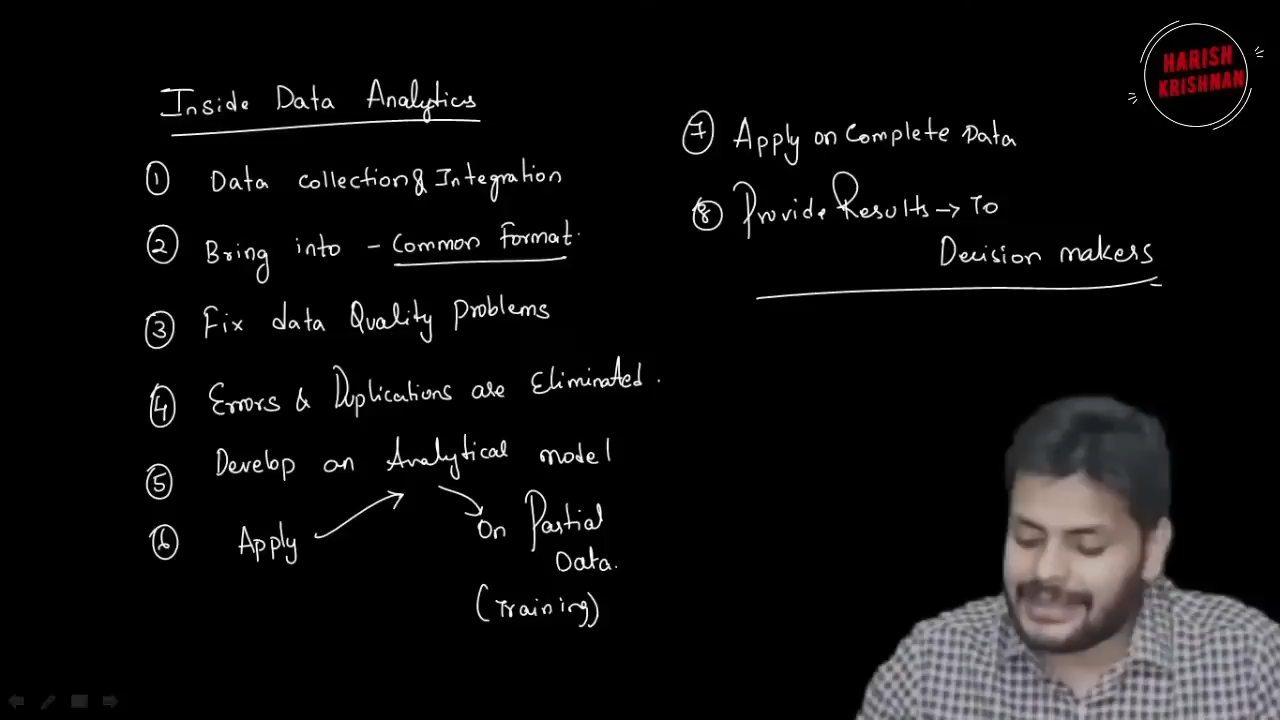 Inside Data Analytics
① Data collection & Integration
② Bring into - Common Format.
③ Fix data Quality Problems
④ Errors & Duplications are Eliminated.
⑤ Develop an Analytical model
⑥ Apply
On Partial
Data.
(Training)
⑦ Apply on Complete Data
⑧ Provide Results → To
Decision makers
HARISH
KRISHNAN